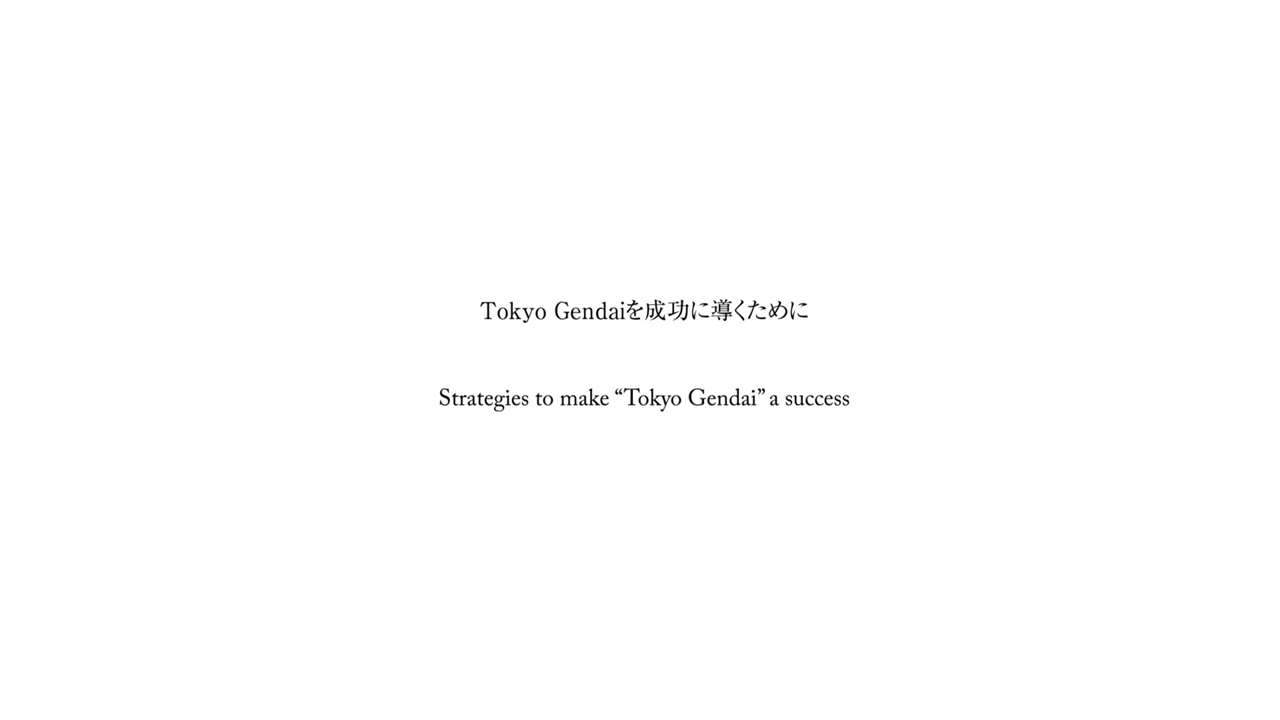 Tokyo Gendaiを成功に導くために
Strategies to make “Tokyo Gendai” a success